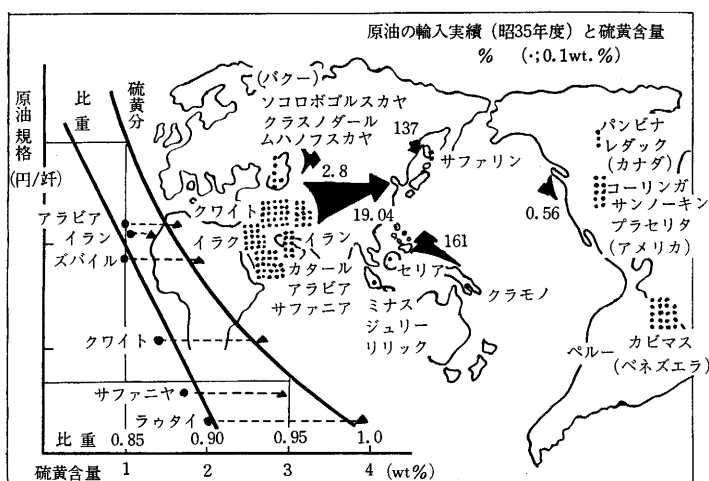 原油の輸入実績（昭35年度）と硫黄含量
％ （・;0.1wt.％）
原油規格
(円/竏)
比重
硫黄分
（バクー）
ソコロボゴルスカヤ
クラスノダール
ムハノフスカヤ
137
サファリン
2.8
19.04
161
0.56
パンビナ
レダック
（カナダ）
コーリンガ
サンノーキン
プラセリタ
（アメリカ）
クワイト
イラク
イラン
カタール
アラビア
サファニア
セリア
ミナス
ジュリー
リリック
クラモノ
ペルー
カビマス
（ベネズエラ）
アラビア
イラン
ズバイル
クワイト
サファニヤ
ラゥタイ
比重 0.85 0.90 0.95 1.0
硫黄含量 1 2 3 4 (wt％)